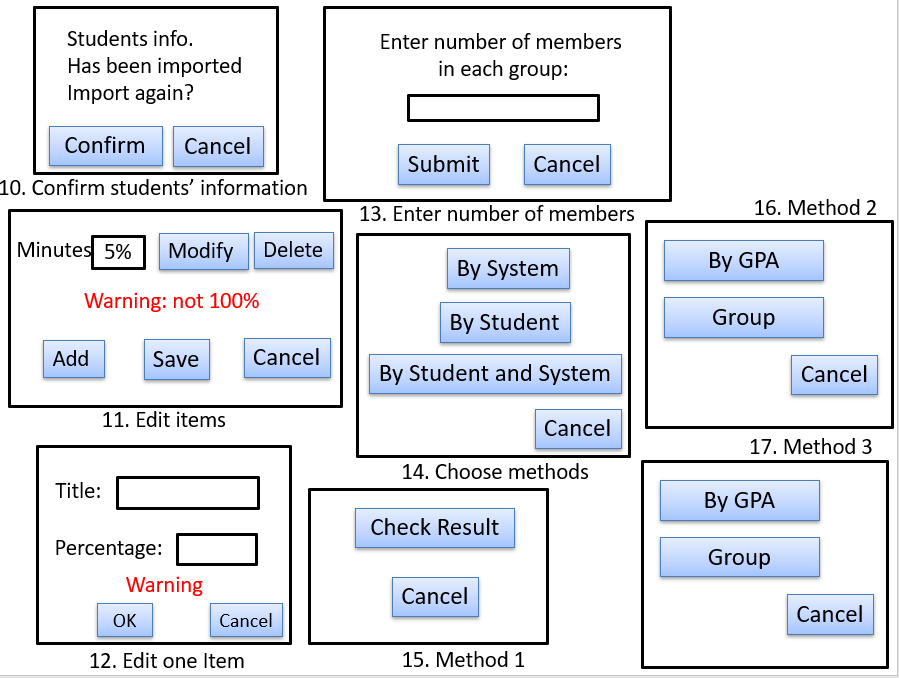 Students info.
Has been imported
Import again?
Confirm Cancel
10. Confirm students’ information
Enter number of members
in each group:
Submit Cancel
13. Enter number of members
Minutes 5% Modify Delete
Warning: not 100%
Add Save Cancel
11. Edit items
By System
By Student
By Student and System
Cancel
14. Choose methods
16. Method 2
By GPA
Group
Cancel
Title:
Percentage:
Warning
OK Cancel
12. Edit one Item
Check Result
Cancel
15. Method 1
17. Method 3
By GPA
Group
Cancel